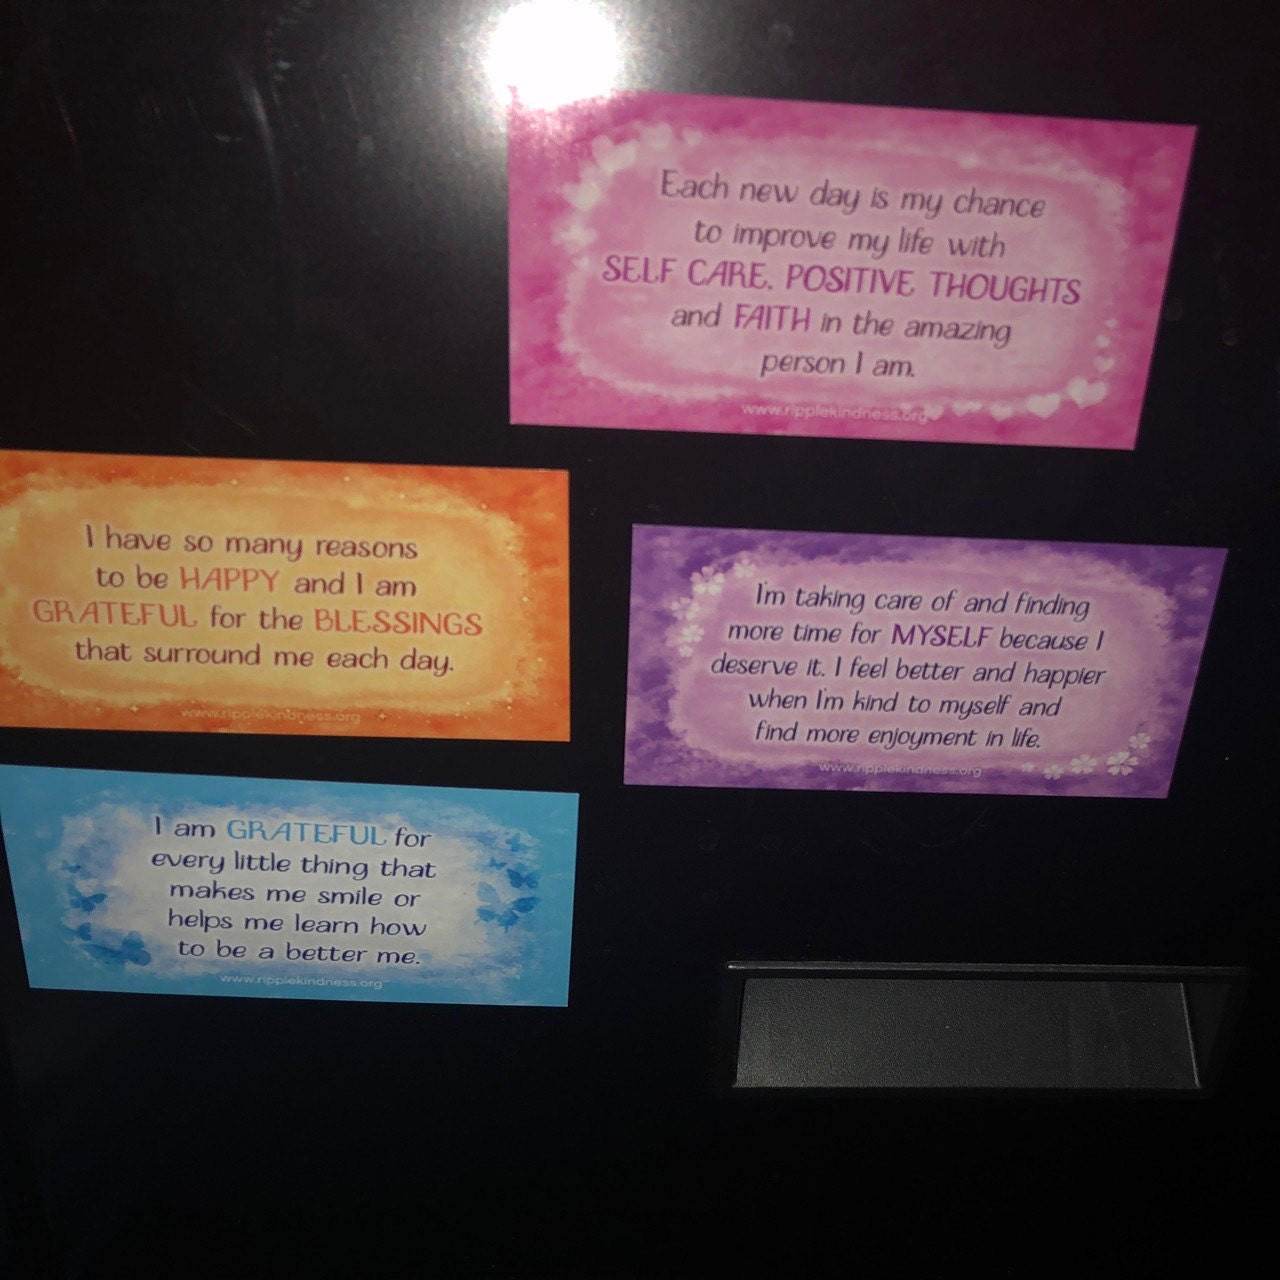 Each new day is my chance
to improve my life with
SELF CARE, POSITIVE THOUGHTS
and FAITH in the amazing
person I am.
www.ripplekindness.org
I have so many reasons
to be HAPPY and I am
GRATEFUL for the BLESSINGS
that surround me each day.
www.ripplekindness.org
I'm taking care of and finding
more time for MYSELF because I
deserve it. I feel better and happier
when I'm kind to myself and
find more enjoyment in life.
www.ripplekindness.org
I am GRATEFUL for
every little thing that
makes me smile or
helps me learn how
to be a better me.
www.ripplekindness.org